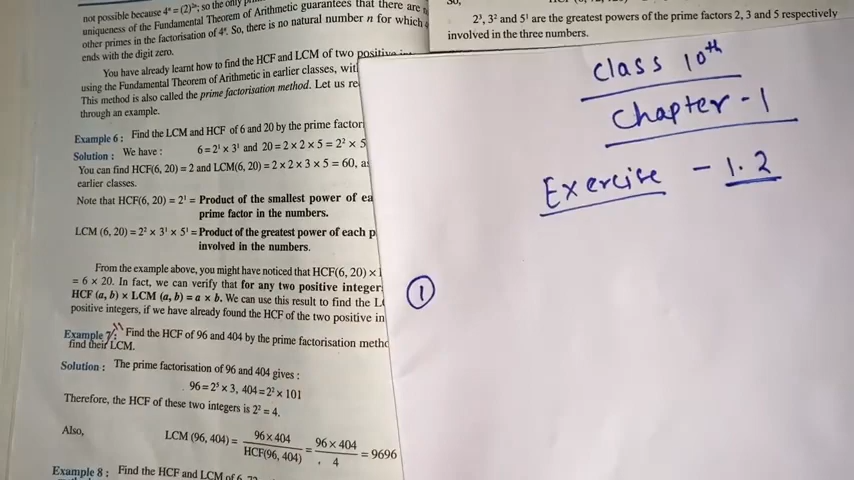 not possible because 4ⁿ = (2)²ⁿ; so the only
uniqueness of the Fundamental Theorem of Arithmetic guarantees that there are
other primes in the factorisation of 4ⁿ. So, there is no natural number n for which
ends with the digit zero.
You have already learnt how to find the HCF and LCM of two positive
using the Fundamental Theorem of Arithmetic in earlier classes,
This method is also called the prime factorisation method. Let us
through an example.
Example 6 : Find the LCM and HCF of 6 and 20 by the prime
Solution : We have : 6 = 2¹ × 3¹ and 20 = 2 × 2 × 5 = 2² × 5
You can find HCF(6, 20) = 2 and LCM(6, 20) = 2 × 2 × 3 × 5 = 60,
earlier classes.
Note that HCF(6, 20) = 2¹ = Product of the smallest power of
prime factor in the numbers.
LCM (6, 20) = 2² × 3¹ × 5¹ = Product of the greatest power of each
involved in the numbers.
From the example above, you might have noticed that HCF(6, 20) ×
= 6 × 20. In fact, we can verify that for any two positive
HCF (a, b) × LCM (a, b) = a × b. We can use this result to find the
positive integers, if we have already found the HCF of the two positive
Example 7 : Find the HCF of 96 and 404 by the prime factorisation
find their LCM.
Solution : The prime factorisation of 96 and 404 gives :
96 = 2⁵ × 3, 404 = 2² × 101
Therefore, the HCF of these two integers is 2² = 4.
Also, LCM (96, 404) = 96 × 404 / HCF(96, 404) = 96 × 404 / 4 = 9696
Example 8 : Find the HCF and LCM of 6,
So,
2³, 3² and 5¹ are the greatest powers of the prime factors 2, 3 and 5 respectively
involved in the three numbers.
Class 10th
Chapter - 1
Exercise - 1.2
1